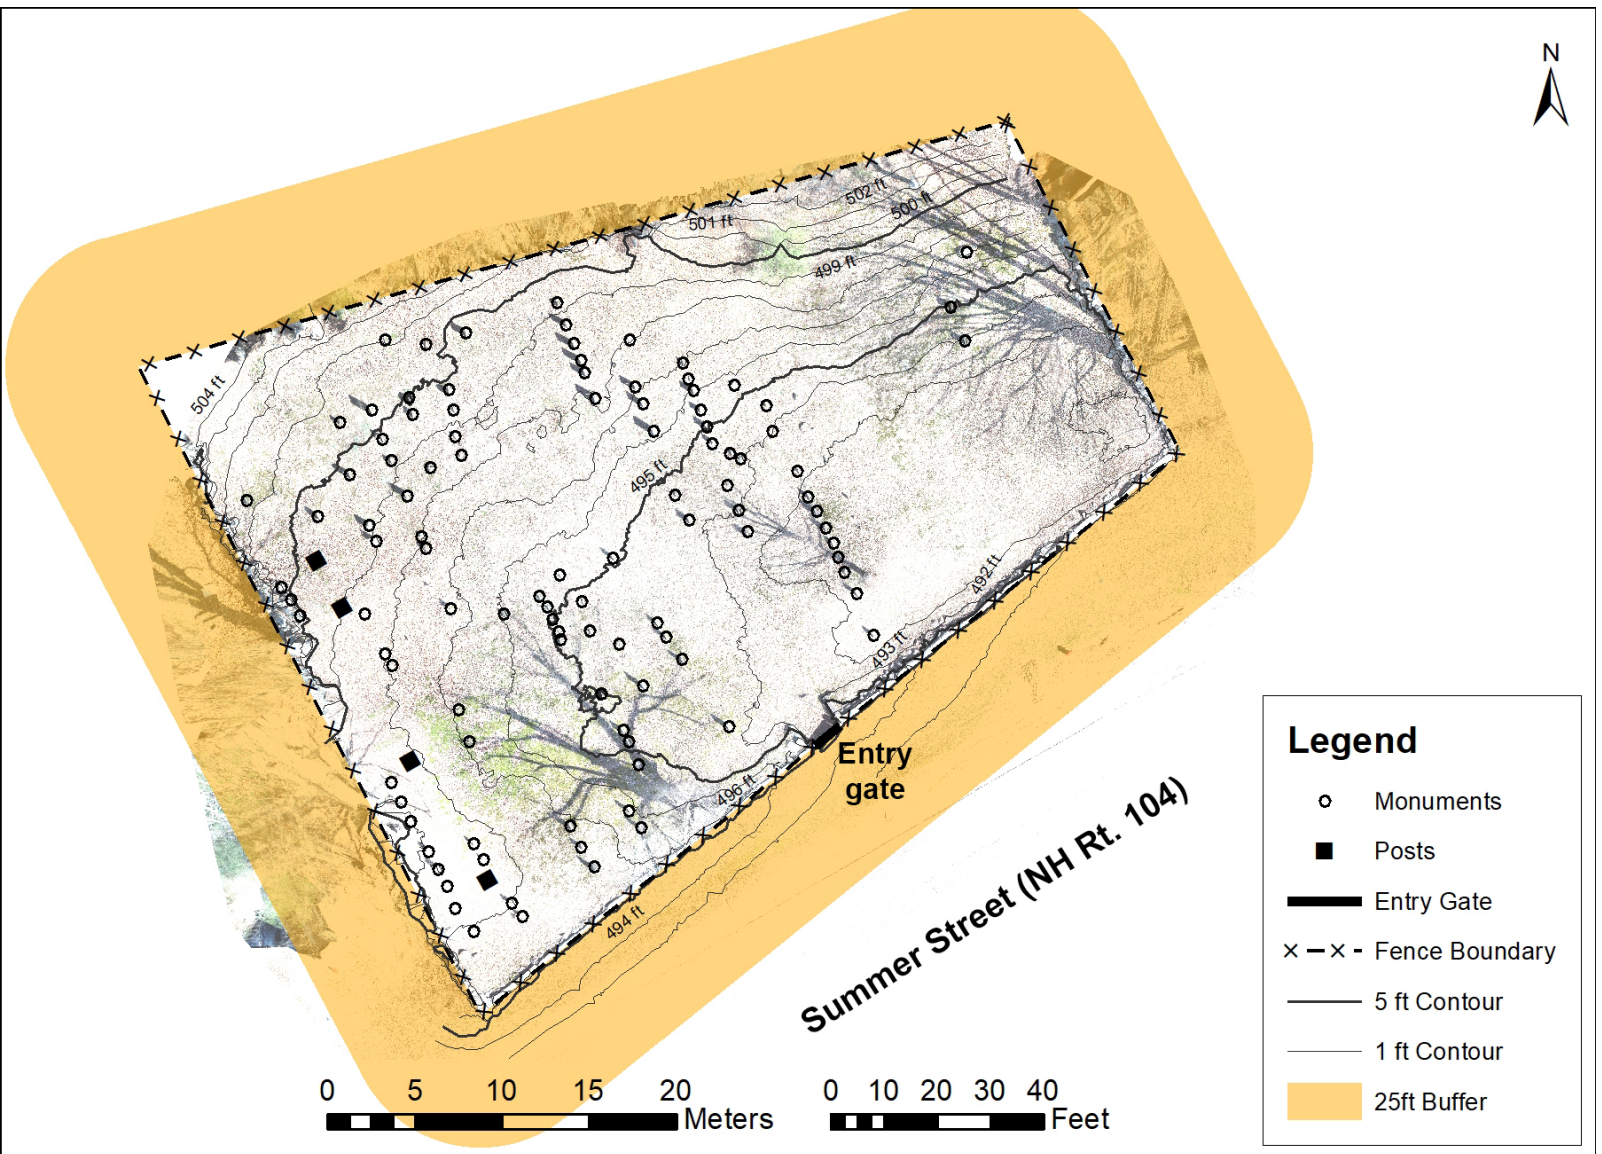 N
502 ft
500 ft
501 ft
499 ft
504 ft
495 ft
492 ft
493 ft
Entry
gate
496 ft
494 ft
Summer Street (NH Rt. 104)
Legend
Monuments
Posts
Entry Gate
Fence Boundary
5 ft Contour
1 ft Contour
25ft Buffer
0 5 10 15 20
Meters
0 10 20 30 40
Feet